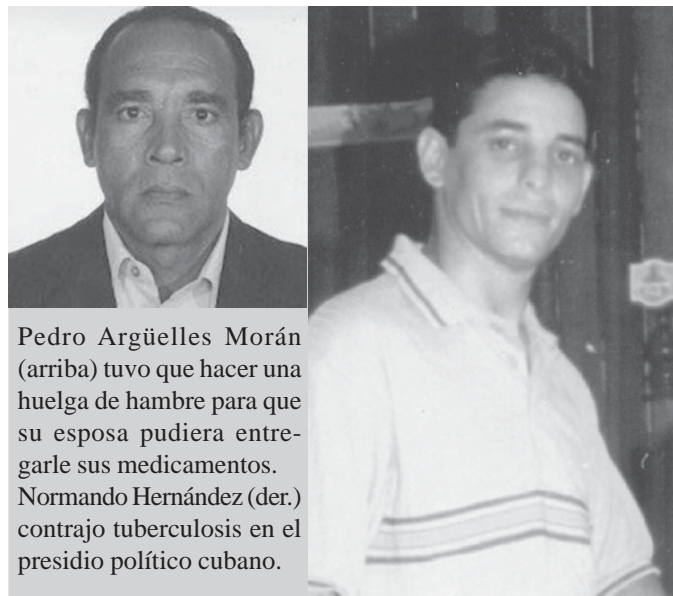 Pedro Argüelles Morán
(arriba) tuvo que hacer una
huelga de hambre para que
su esposa pudiera entre-
garle sus medicamentos.
Normando Hernández (der.)
contrajo tuberculosis en el
presidio político cubano.